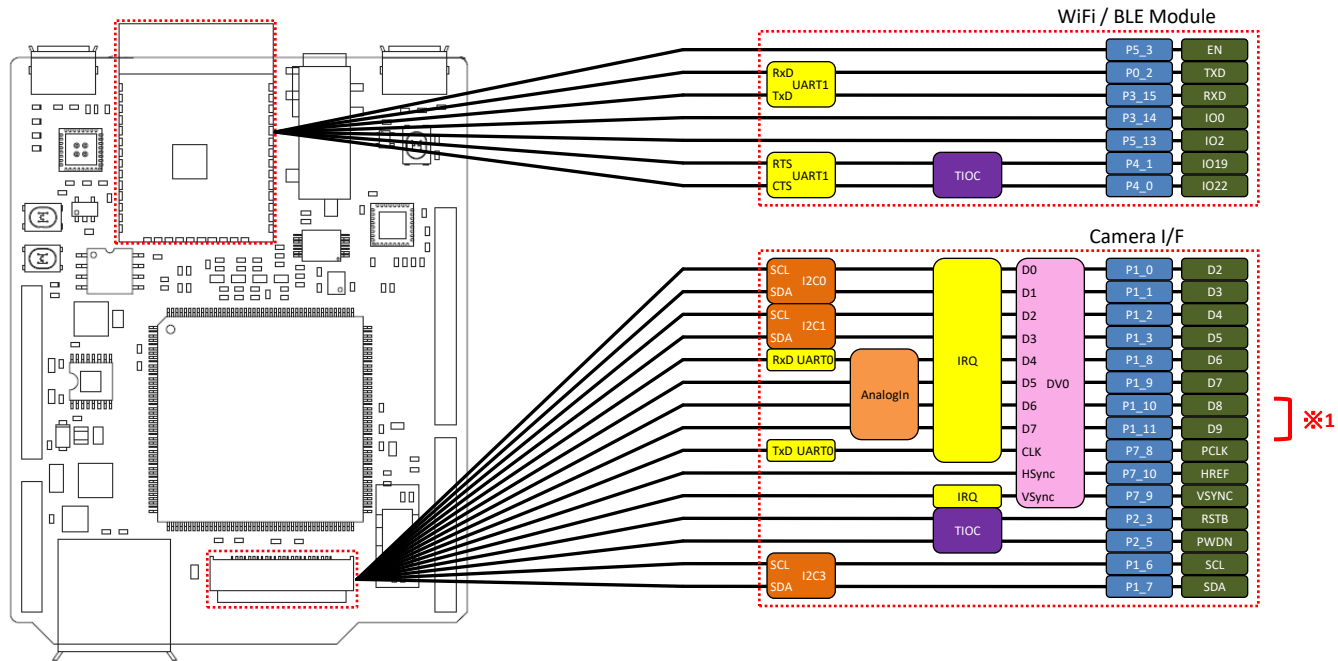 WiFi / BLE Module
P5_3 EN
RxD P0_2 TXD
UART1
TxD P3_15 RXD
P3_14 IO0
P5_13 IO2
RTS P4_1 IO19
UART1 TIOC
CTS P4_0 IO22
Camera I/F
SCL D0 P1_0 D2
I2C0
SDA D1 P1_1 D3
SCL D2 P1_2 D4
I2C1
SDA D3 P1_3 D5
RxD UART0 IRQ D4 P1_8 D6
AnalogIn D5 DV0 P1_9 D7
D6 P1_10 D8
※1
D7 P1_11 D9
TxD UART0 CLK P7_8 PCLK
HSync P7_10 HREF
IRQ VSync P7_9 VSYNC
P2_3 RSTB
TIOC
P2_5 PWDN
SCL P1_6 SCL
I2C3
SDA P1_7 SDA